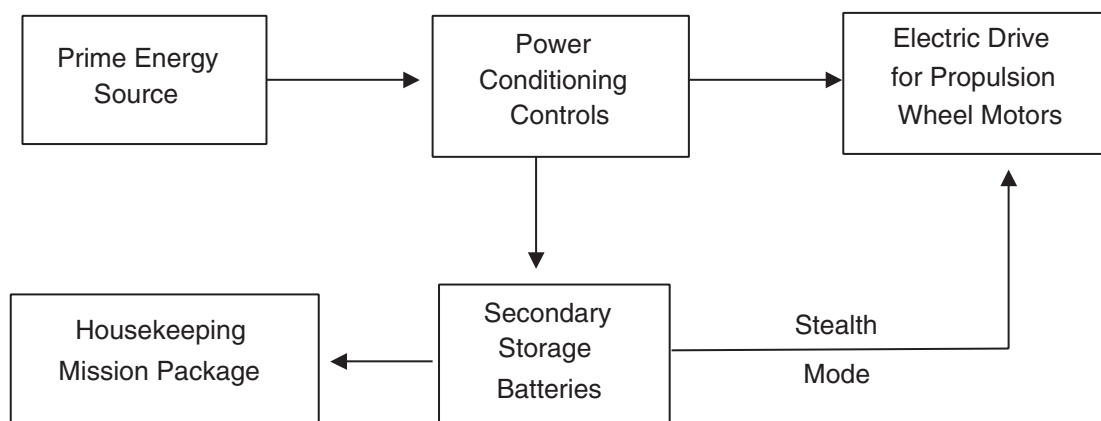 Prime Energy
Source
Power
Conditioning
Controls
Electric Drive
for Propulsion
Wheel Motors
Housekeeping
Mission Package
Secondary
Storage
Batteries
Stealth
Mode